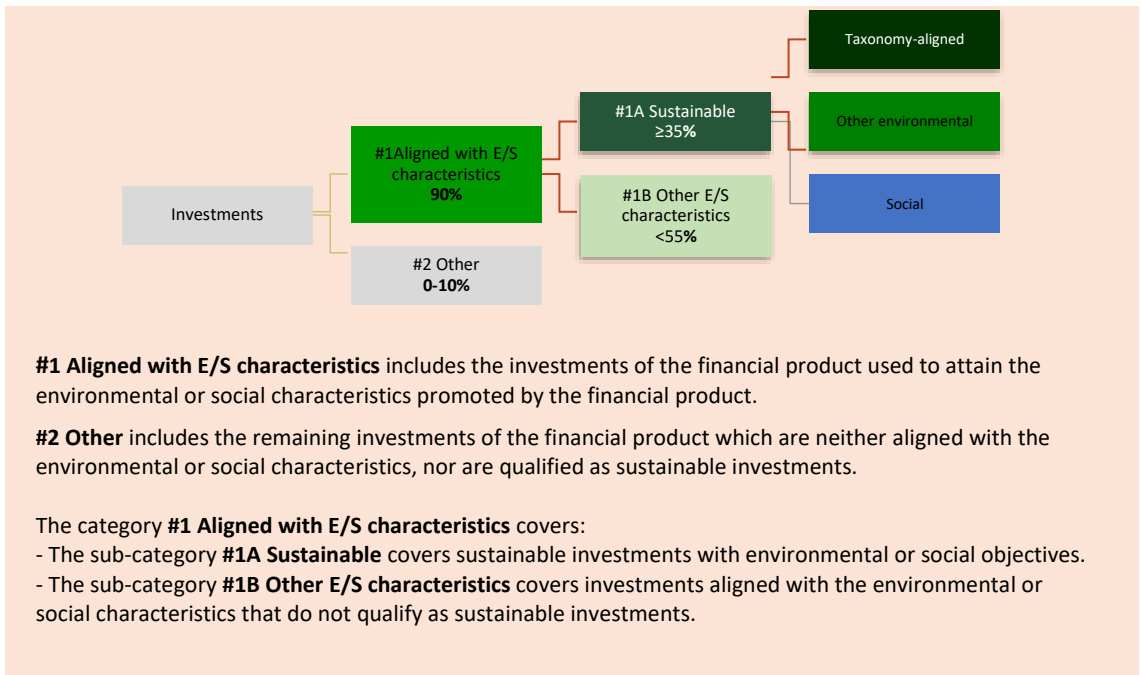 Taxonomy-aligned
#1A Sustainable
≥35%
Other environmental
#1Aligned with E/S
characteristics
90%
#1B Other E/S
characteristics
<55%
Investments
Social
#2 Other
0-10%
#1 Aligned with E/S characteristics includes the investments of the financial product used to attain the
environmental or social characteristics promoted by the financial product.
#2 Other includes the remaining investments of the financial product which are neither aligned with the
environmental or social characteristics, nor are qualified as sustainable investments.
The category #1 Aligned with E/S characteristics covers:
- The sub-category #1A Sustainable covers sustainable investments with environmental or social objectives.
- The sub-category #1B Other E/S characteristics covers investments aligned with the environmental or
social characteristics that do not qualify as sustainable investments.